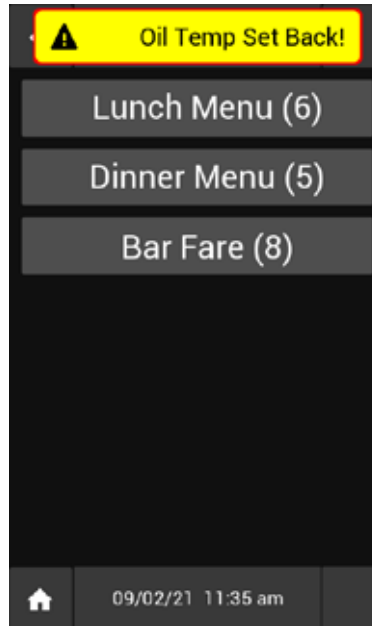 Oil Temp Set Back!
Lunch Menu (6)
Dinner Menu (5)
Bar Fare (8)
09/02/21 11:35 am